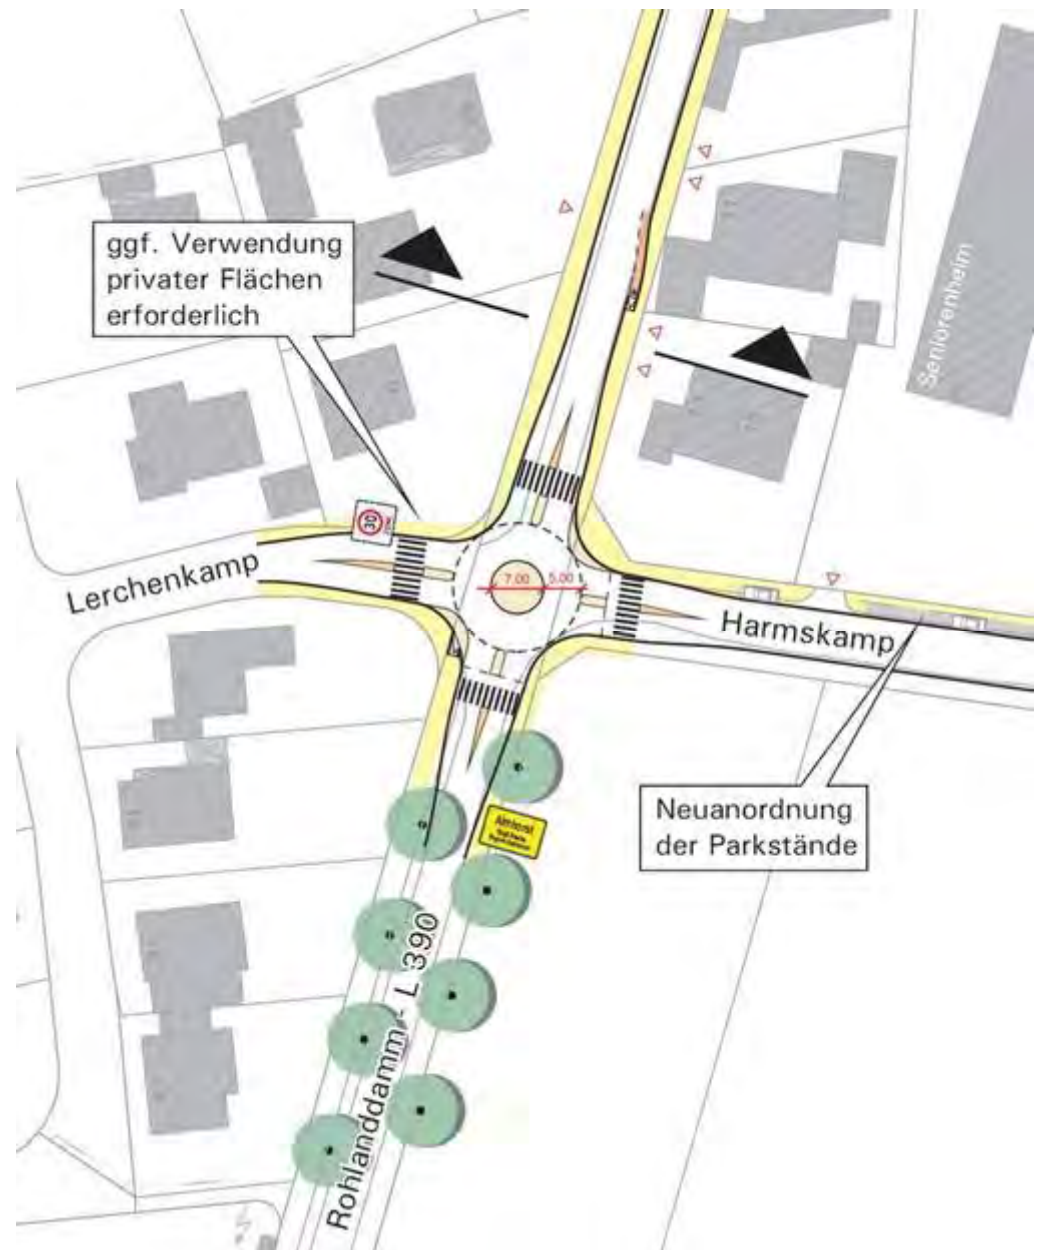 ggf. Verwendung
privater Flächen
erforderlich
Seniorenheim
30
Lerchenkamp
7.00
5.00
Harmskamp
Neuanordnung
der Parkstände
Rohlanddamm - L 390